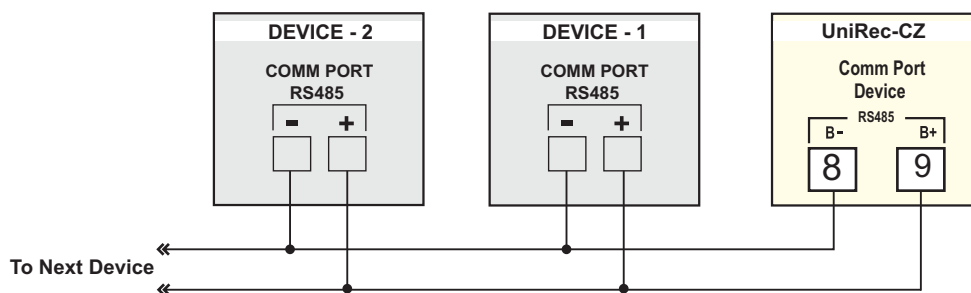 DEVICE - 2
COMM PORT
RS485
- +
DEVICE - 1
COMM PORT
RS485
- +
UniRec-CZ
Comm Port
Device
RS485
B- B+
8 9
To Next Device